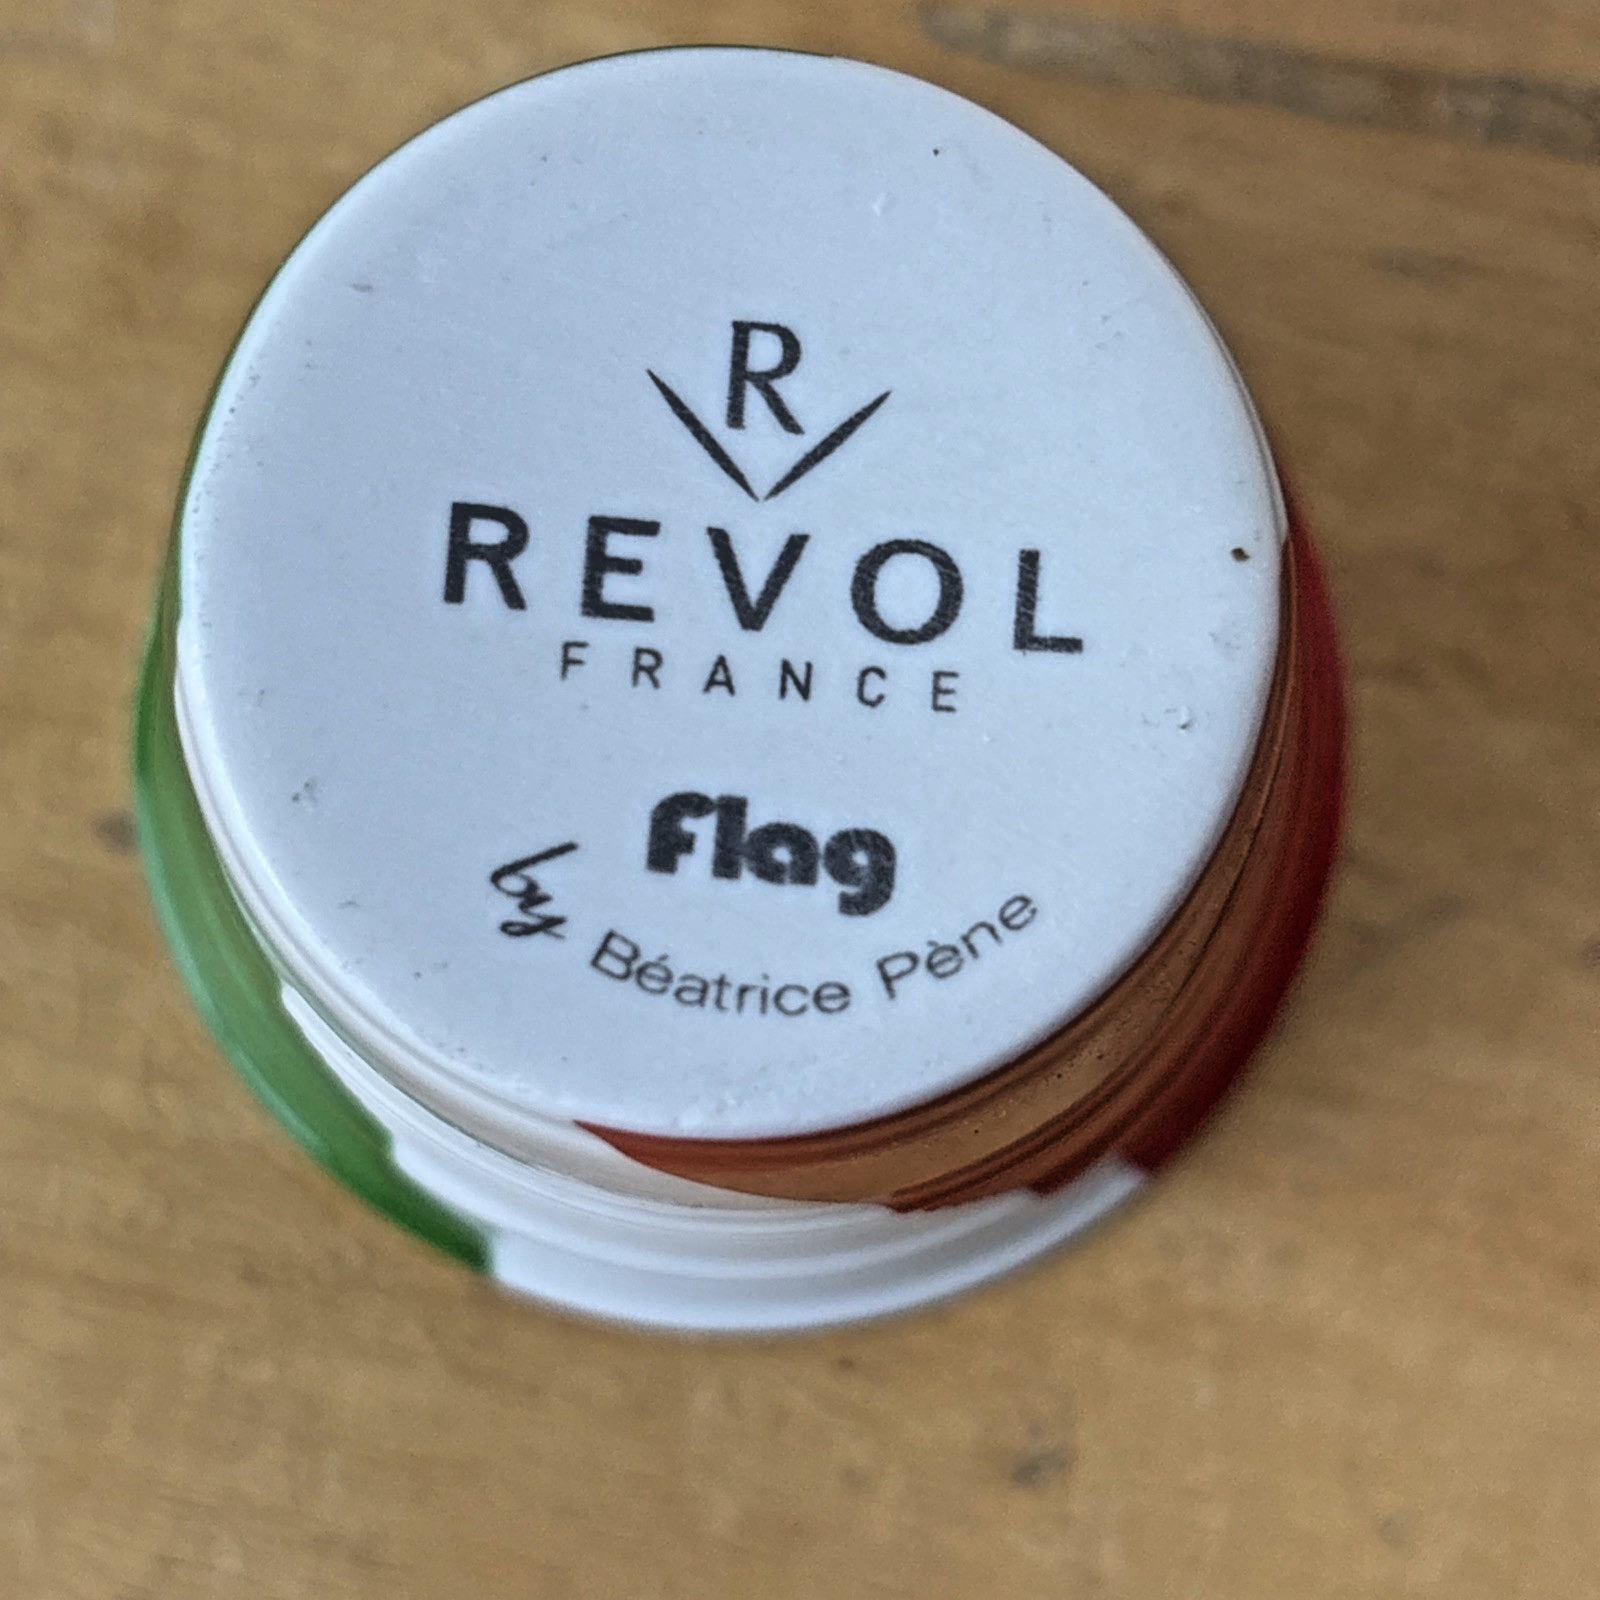 R
REVOL
FRANCE
flag
by Béatrice Pène